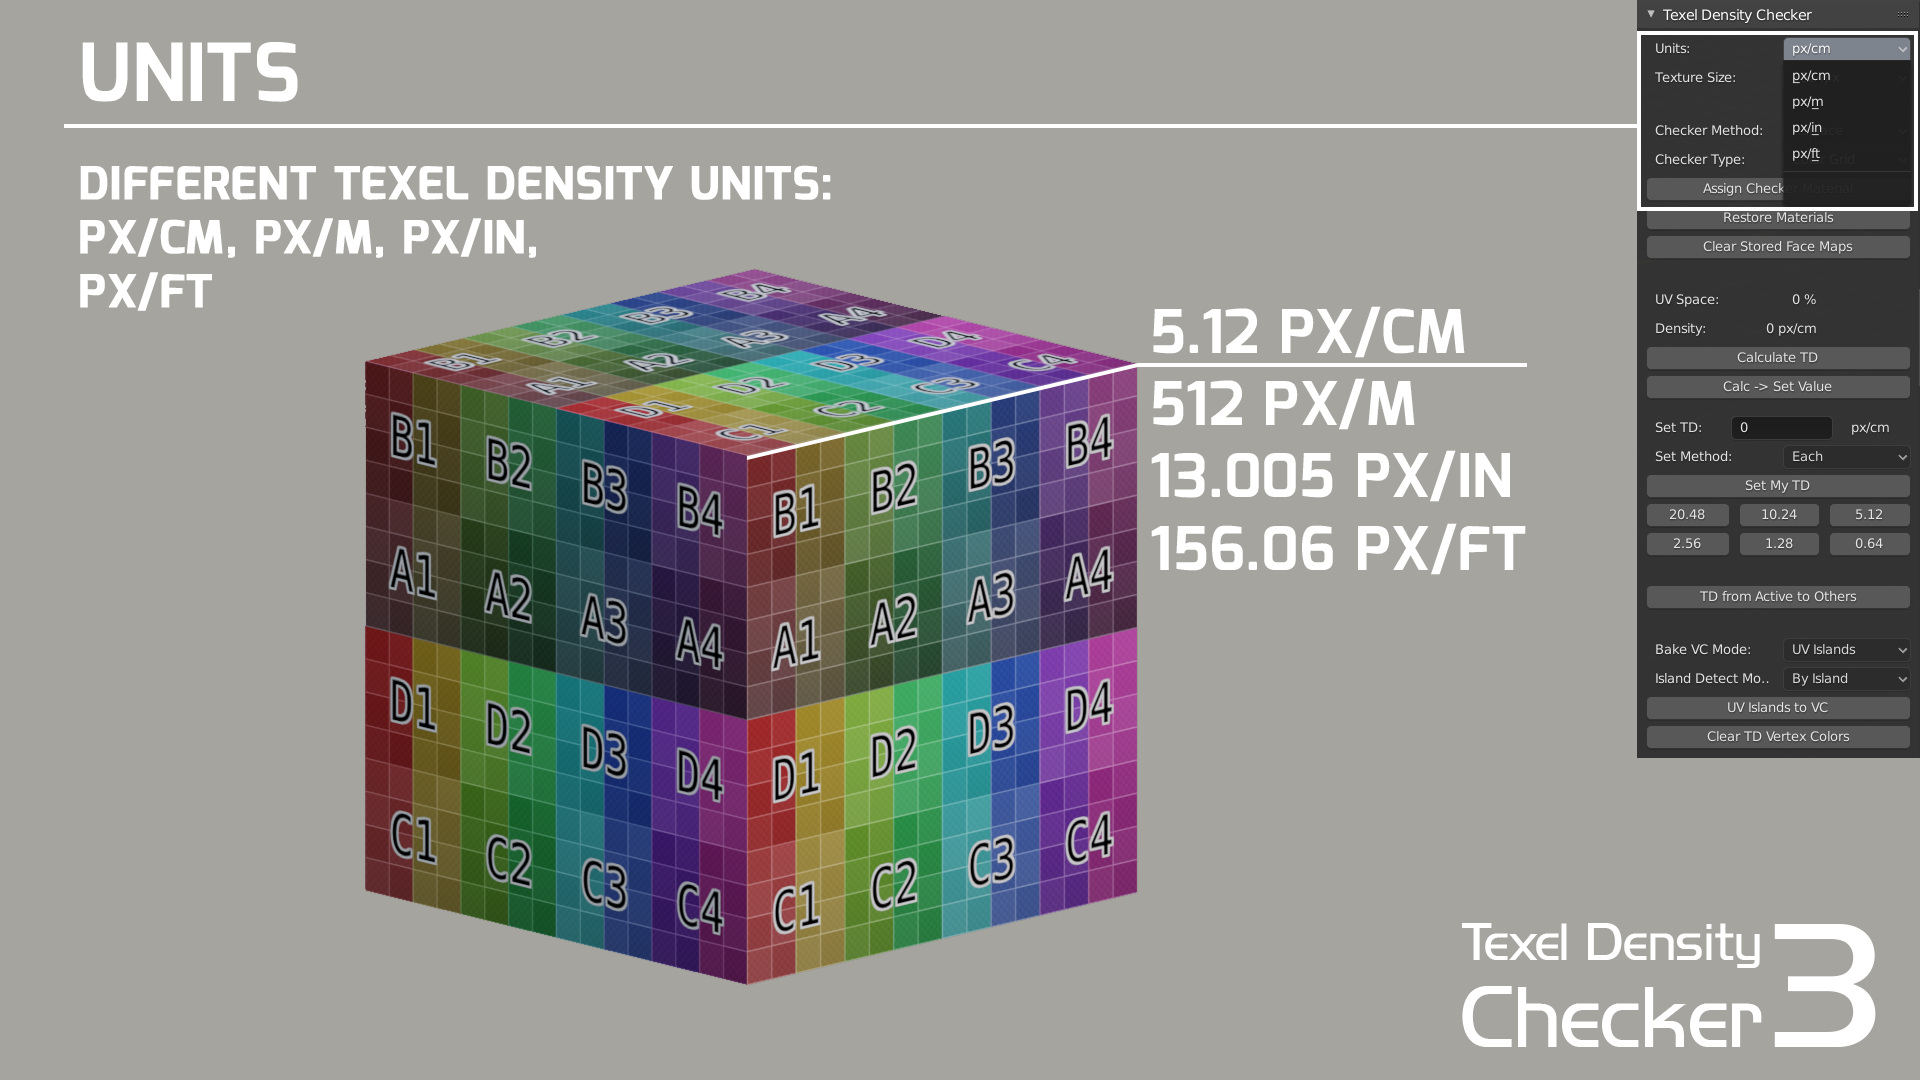 UNITS
DIFFERENT TEXEL DENSITY UNITS:
PX/CM, PX/M, PX/IN,
PX/FT
5.12 PX/CM
512 PX/M
13.005 PX/IN
156.06 PX/FT
B4
B3 A4
B2 A3 D4
B1 A2 D3 C4
A1 D2 C3
D1 C2
C1
B1 B2 B3 B4
A1 A2 A3 A4
D1 D2 D3 D4
C1 C2 C3 C4
B1 B2 B3 B4
A1 A2 A3 A4
D1 D2 D3 D4
C1 C2 C3 C4
Texel Density Checker
Units: px/cm
Texture Size: px/cm
px/m
Checker Method: px/in
Checker Type: px/ft
Assign Checker Material
Restore Materials
Clear Stored Face Maps
UV Space: 0 %
Density: 0 px/cm
Calculate TD
Calc -> Set Value
Set TD: 0 px/cm
Set Method: Each
Set My TD
20.48 10.24 5.12
2.56 1.28 0.64
TD from Active to Others
Bake VC Mode: UV Islands
Island Detect Mo.. By Island
UV Islands to VC
Clear TD Vertex Colors
Texel Density
Checker 3